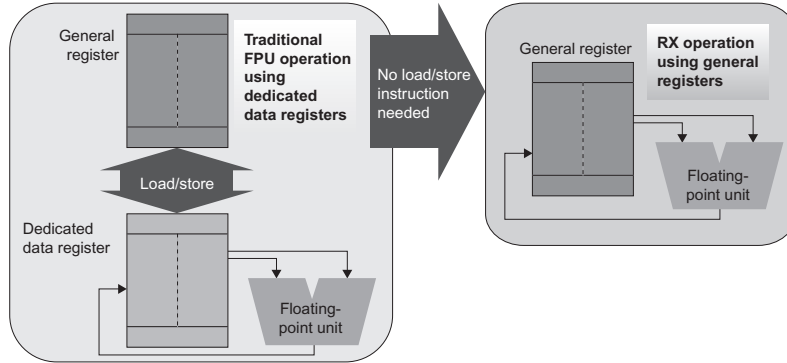 General
register
Traditional
FPU operation
using
dedicated
data registers
Load/store
Dedicated
data register
Floating-
point unit
No load/store
instruction
needed
General register
RX operation
using general
registers
Floating-
point unit